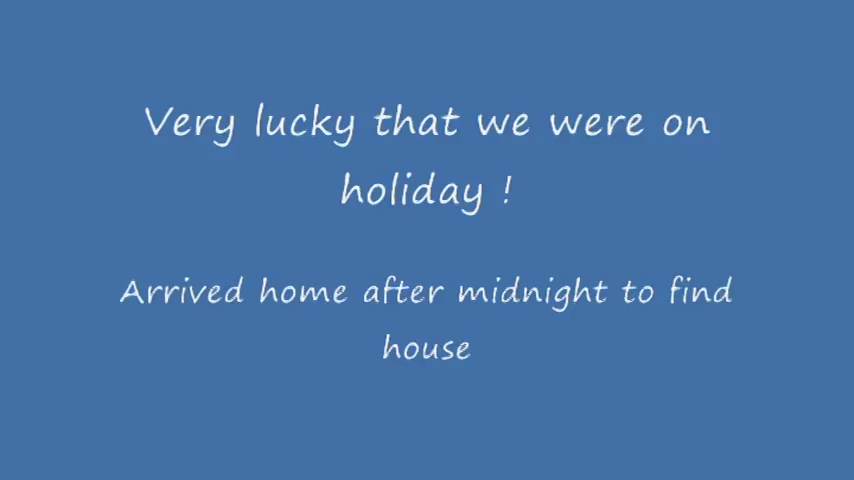 Very lucky that we were on
holiday !
Arrived home after midnight to find
house